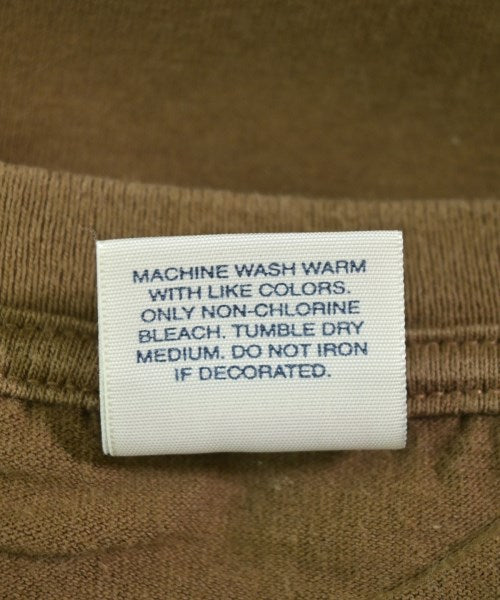 MACHINE WASH WARM
WITH LIKE COLORS.
ONLY NON-CHLORINE
BLEACH. TUMBLE DRY
MEDIUM. DO NOT IRON
IF DECORATED.